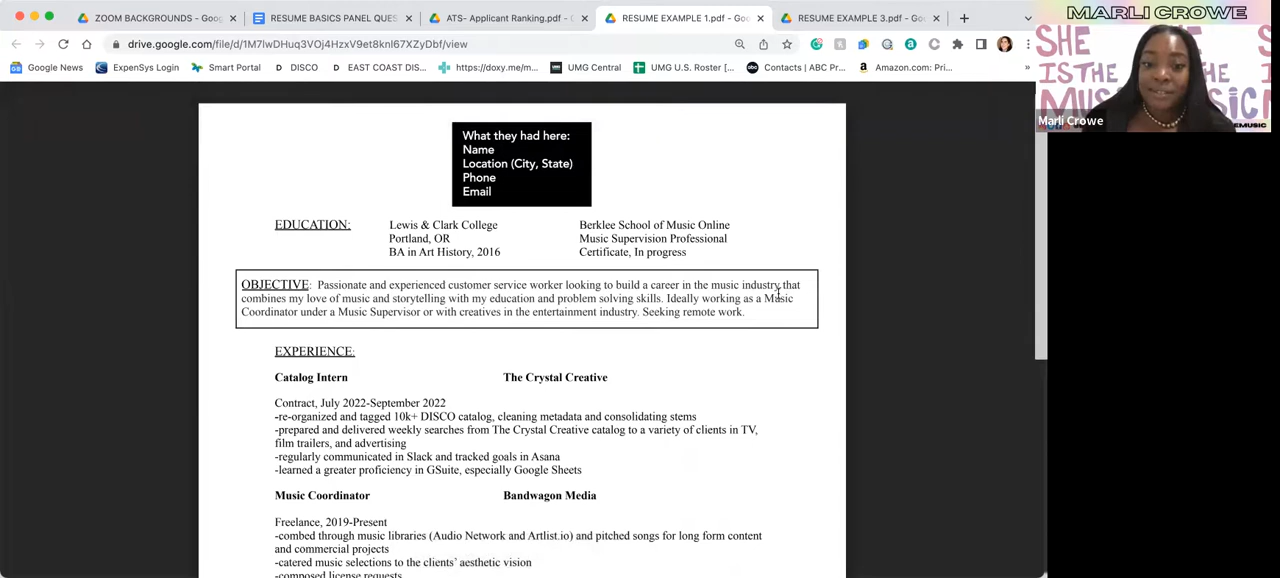 ZOOM BACKGROUNDS - Goog
RESUME BASICS PANEL QUES
ATS- Applicant Ranking.pdf - G
RESUME EXAMPLE 1.pdf - Goo
RESUME EXAMPLE 3.pdf - Goo
MARLI CROWE
Google News
ExpenSys Login
Smart Portal
D DISCO
D EAST COAST DIS...
https://doxy.me/m...
UMG Central
UMG U.S. Roster [...
Contacts | ABC Pr...
Amazon.com: Pri...
SHE
IS THE
MUSIC
Marli Crowe
What they had here:
Name
Location (City, State)
Phone
Email
EDUCATION:
Lewis & Clark College
Portland, OR
BA in Art History, 2016
Berklee School of Music Online
Music Supervision Professional
Certificate, In progress
OBJECTIVE: Passionate and experienced customer service worker looking to build a career in the music industry that
combines my love of music and storytelling with my education and problem solving skills. Ideally working as a Music
Coordinator under a Music Supervisor or with creatives in the entertainment industry. Seeking remote work.
EXPERIENCE:
Catalog Intern The Crystal Creative
Contract, July 2022-September 2022
-re-organized and tagged 10k+ DISCO catalog, cleaning metadata and consolidating stems
-prepared and delivered weekly searches from The Crystal Creative catalog to a variety of clients in TV,
film trailers, and advertising
-regularly communicated in Slack and tracked goals in Asana
-learned a greater proficiency in GSuite, especially Google Sheets
Music Coordinator Bandwagon Media
Freelance, 2019-Present
-combed through music libraries (Audio Network and Artlist.io) and pitched songs for long form content
and commercial projects
-catered music selections to the clients' aesthetic vision
-composed license requests